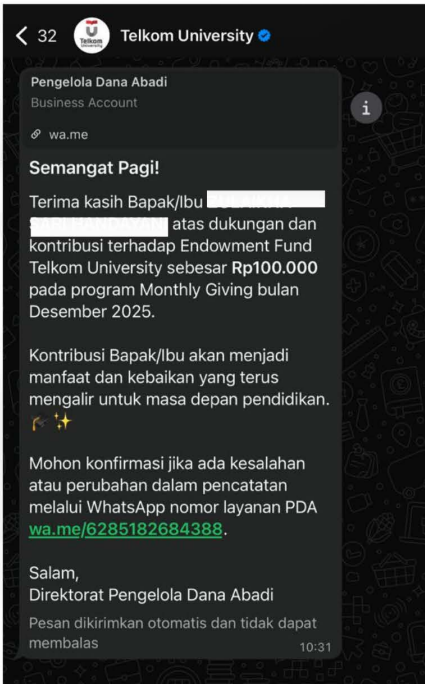 32 Telkom University
Telkom
University
Pengelola Dana Abadi
Business Account
wa.me
Semangat Pagi!
Terima kasih Bapak/Ibu
atas dukungan dan
kontribusi terhadap Endowment Fund
Telkom University sebesar Rp100.000
pada program Monthly Giving bulan
Desember 2025.
Kontribusi Bapak/Ibu akan menjadi
manfaat dan kebaikan yang terus
mengalir untuk masa depan pendidikan.
🎓✨
Mohon konfirmasi jika ada kesalahan
atau perubahan dalam pencatatan
melalui WhatsApp nomor layanan PDA
wa.me/6285182684388.
Salam,
Direktorat Pengelola Dana Abadi
Pesan dikirimkan otomatis dan tidak dapat
membalas
10:31